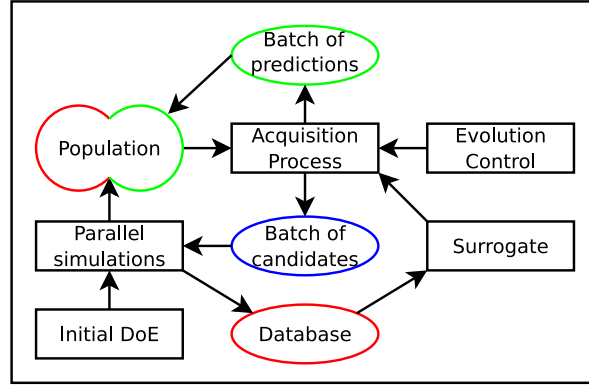 Batch of
predictions
Population
Acquisition
Process
Evolution
Control
Parallel
simulations
Batch of
candidates
Surrogate
Initial DoE
Database